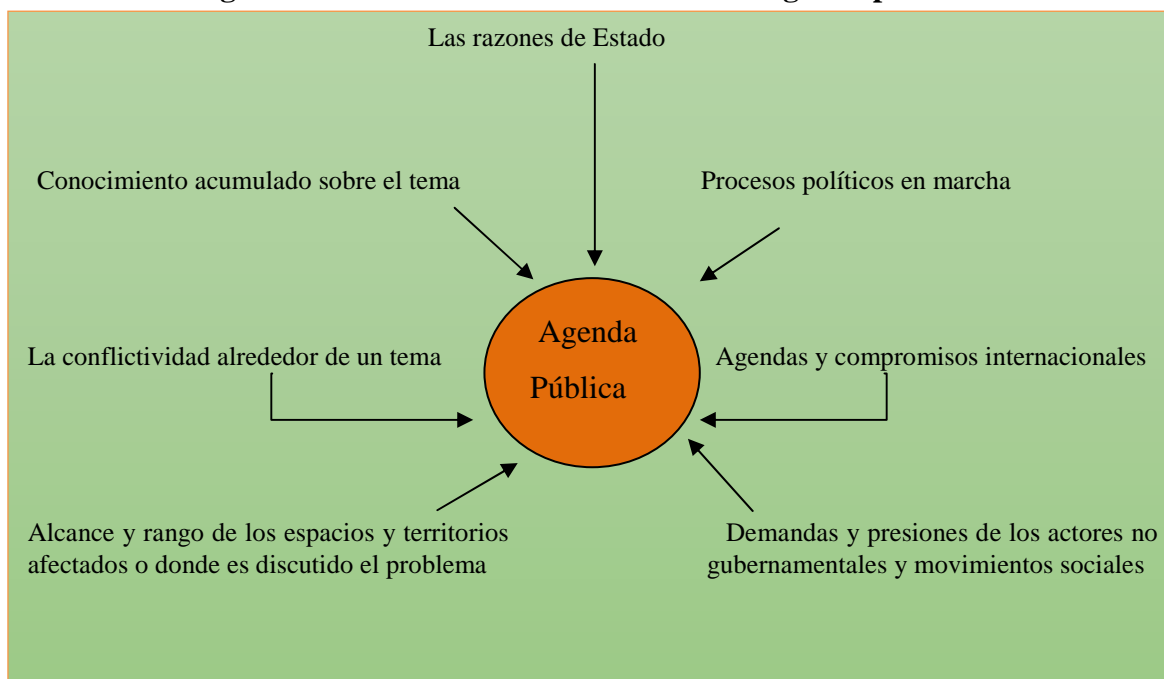 Las razones de Estado
Conocimiento acumulado sobre el tema
Procesos políticos en marcha
Agenda
Pública
La conflictividad alrededor de un tema
Agendas y compromisos internacionales
Alcance y rango de los espacios y territorios
afectados o donde es discutido el problema
Demandas y presiones de los actores no
gubernamentales y movimientos sociales